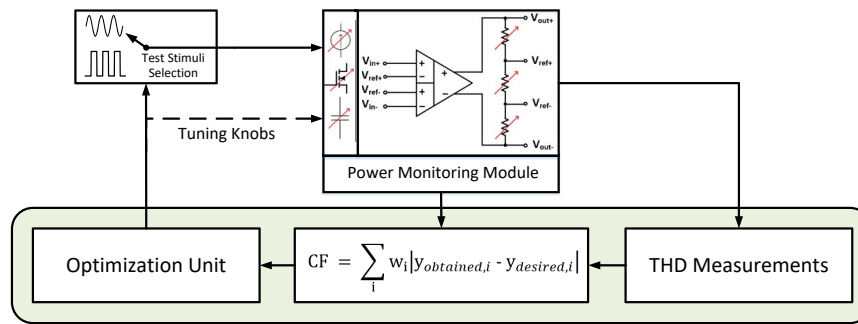 Test Stimuli
Selection
Tuning Knobs
V_in+
V_ref+
V_ref-
V_in-
+
−
+
−
+
−
V_out+
V_ref+
V_ref-
V_out-
Power Monitoring Module
Optimization Unit
CF = ∑_i w_i|y_obtained,i - y_desired,i|
THD Measurements